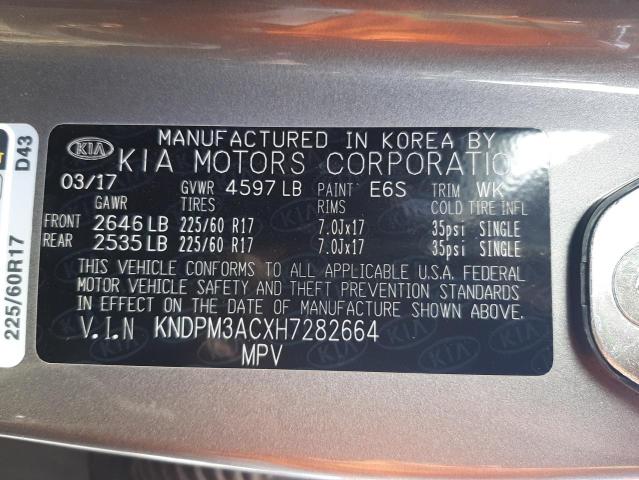 MANUFACTURED IN KOREA BY
KIA KIA MOTORS CORPORATION
03/17 GVWR 4597 LB PAINT E6S TRIM WK
GAWR TIRES COLD TIRE INFL
FRONT 2646 LB 225/60 R17 7.0Jx17 35psi SINGLE
REAR 2535 LB 225/60 R17 7.0Jx17 35psi SINGLE
THIS VEHICLE CONFORMS TO ALL APPLICABLE U.S.A. FEDERAL
MOTOR VEHICLE SAFETY AND THEFT PREVENTION STANDARDS
IN EFFECT ON THE DATE OF MANUFACTURE SHOWN ABOVE.
V.I.N KNDPM3ACXH7282664
MPV
225/60R17
D43